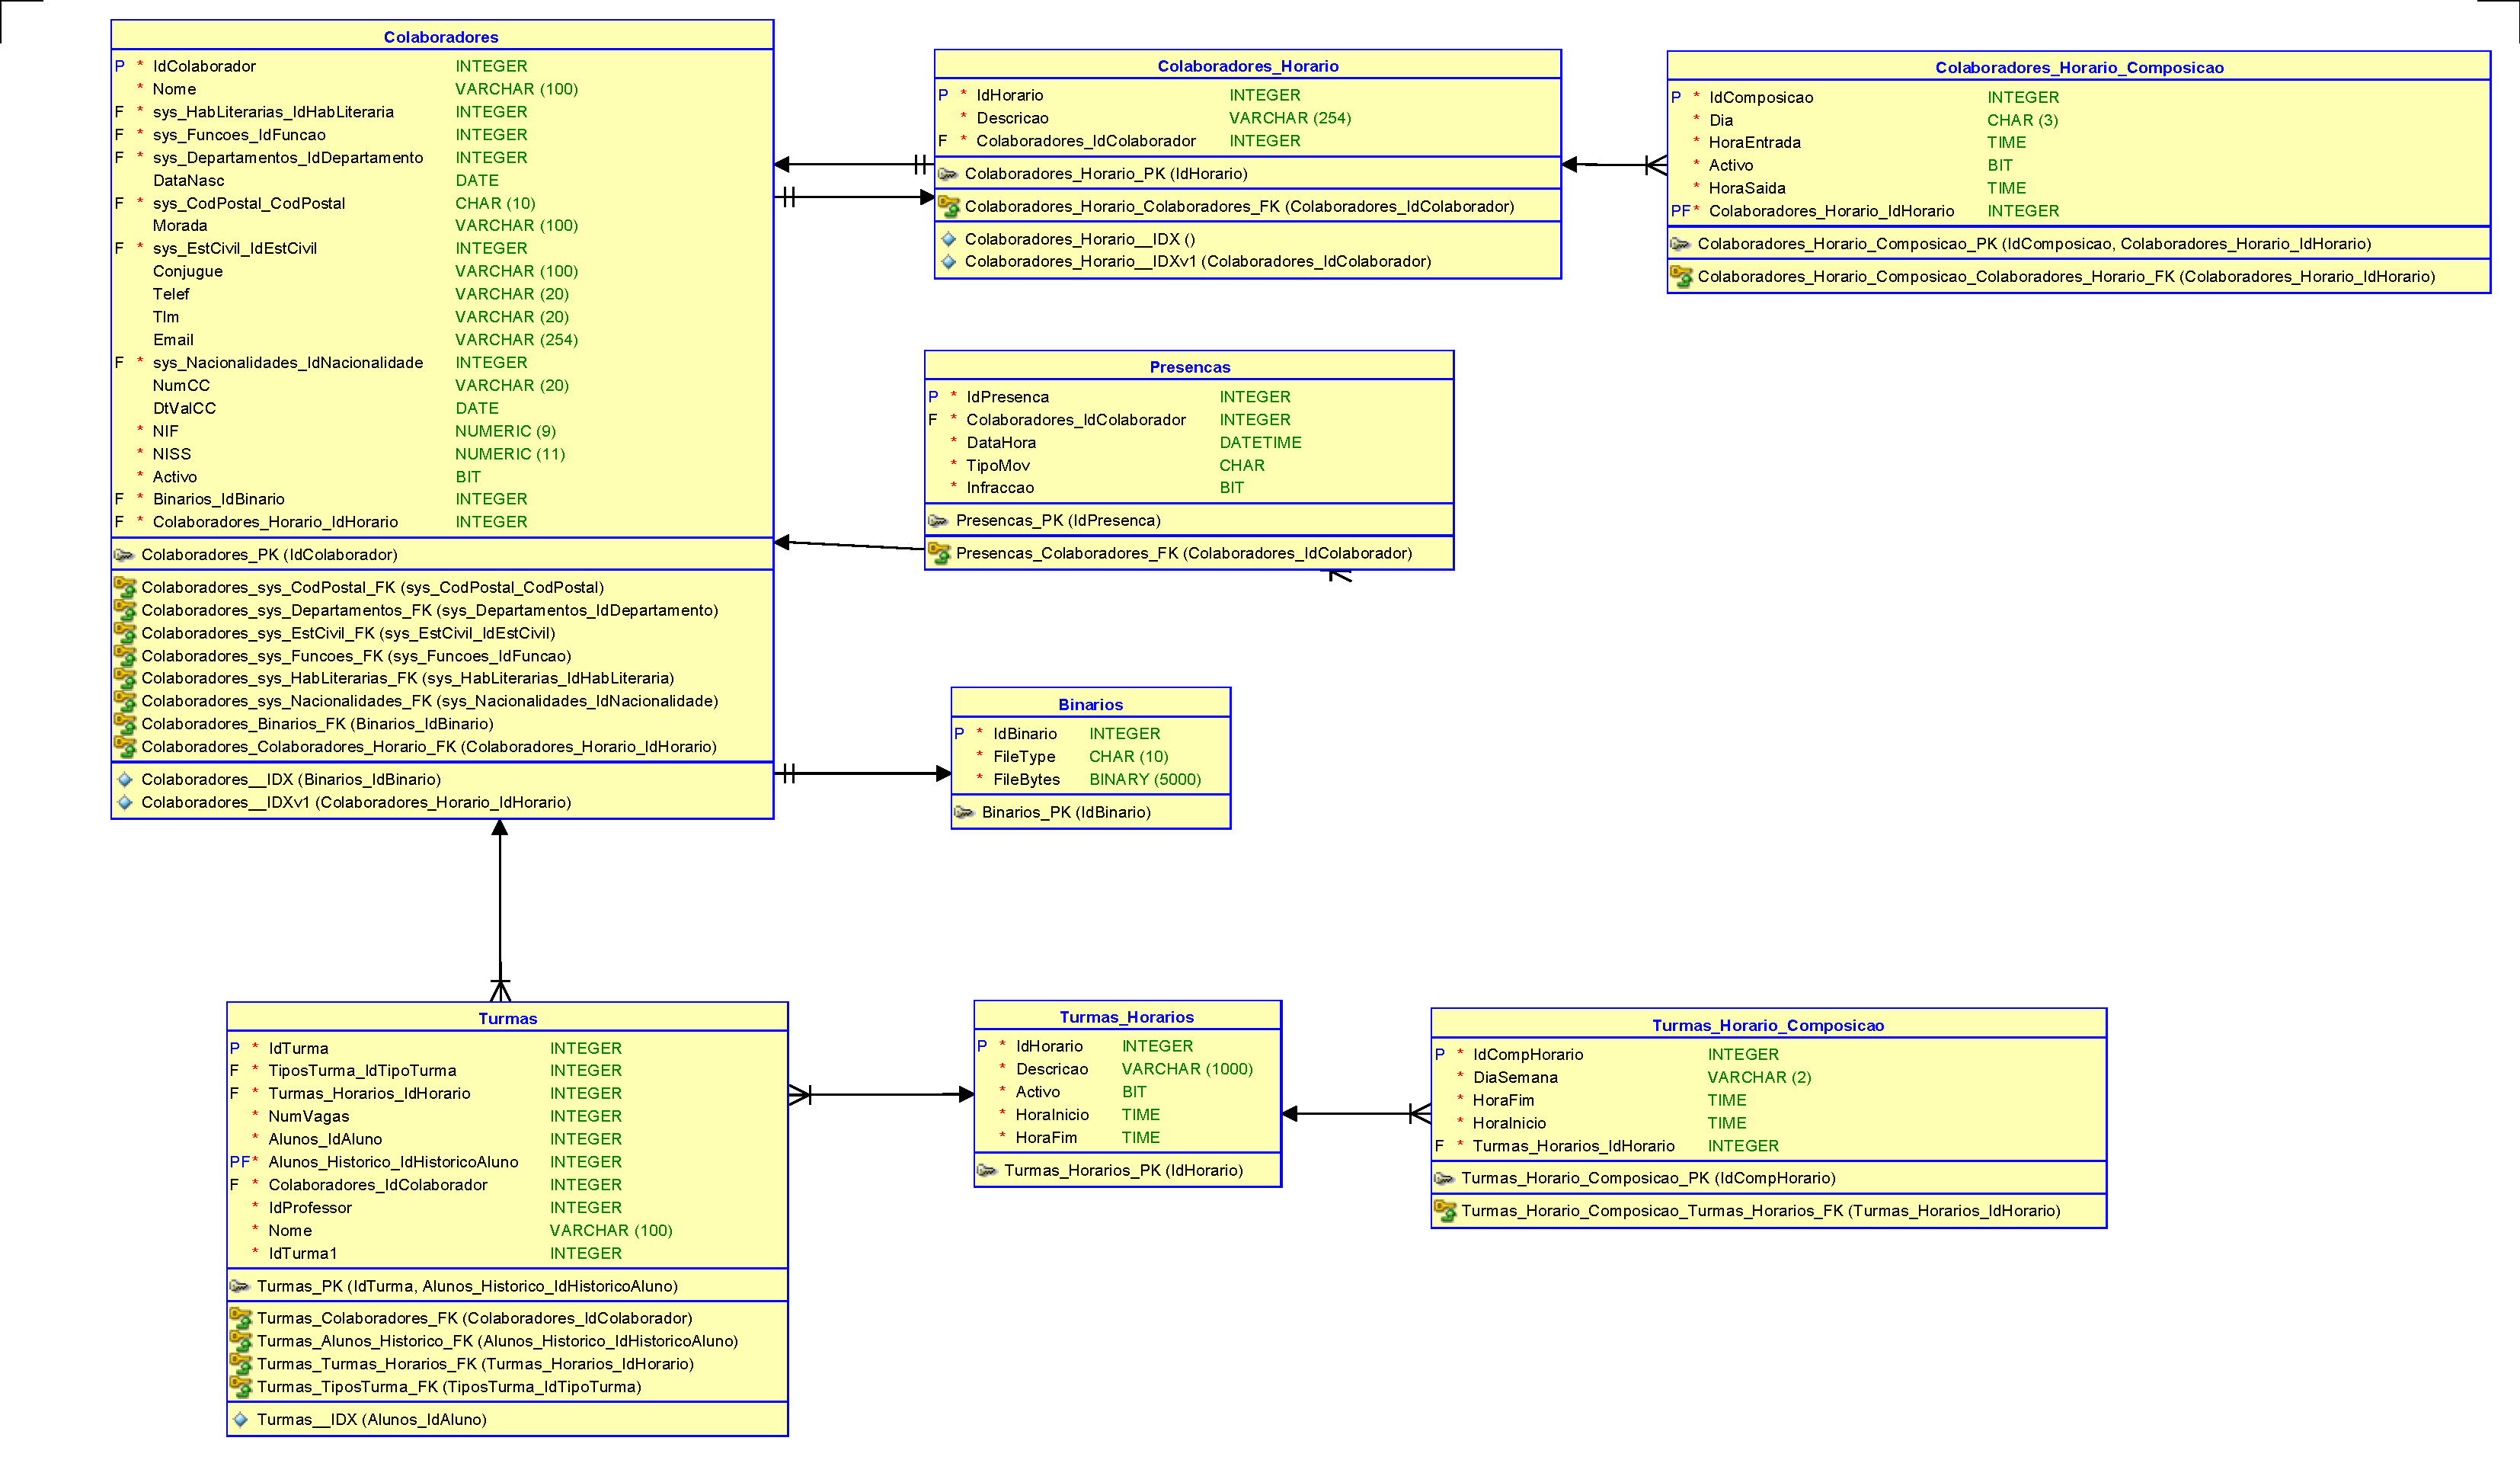 Colaboradores
P * IdColaborador INTEGER
* Nome VARCHAR (100)
F * sys_HabLiterarias_IdHabLiteraria INTEGER
F * sys_Funcoes_IdFuncao INTEGER
F * sys_Departamentos_IdDepartamento INTEGER
DataNasc DATE
F * sys_CodPostal_CodPostal CHAR (10)
Morada VARCHAR (100)
F * sys_EstCivil_IdEstCivil INTEGER
Conjugue VARCHAR (100)
Telef VARCHAR (20)
Tlm VARCHAR (20)
Email VARCHAR (254)
F * sys_Nacionalidades_IdNacionalidade INTEGER
NumCC VARCHAR (20)
DtValCC DATE
* NIF NUMERIC (9)
* NISS NUMERIC (11)
* Activo BIT
F * Binarios_IdBinario INTEGER
F * Colaboradores_Horario_IdHorario INTEGER
Colaboradores_PK (IdColaborador)
Colaboradores_sys_CodPostal_FK (sys_CodPostal_CodPostal)
Colaboradores_sys_Departamentos_FK (sys_Departamentos_IdDepartamento)
Colaboradores_sys_EstCivil_FK (sys_EstCivil_IdEstCivil)
Colaboradores_sys_Funcoes_FK (sys_Funcoes_IdFuncao)
Colaboradores_sys_HabLiterarias_FK (sys_HabLiterarias_IdHabLiteraria)
Colaboradores_sys_Nacionalidades_FK (sys_Nacionalidades_IdNacionalidade)
Colaboradores_Binarios_FK (Binarios_IdBinario)
Colaboradores_Colaboradores_Horario_FK (Colaboradores_Horario_IdHorario)
Colaboradores__IDX (Binarios_IdBinario)
Colaboradores__IDXv1 (Colaboradores_Horario_IdHorario)
Colaboradores_Horario
P * IdHorario INTEGER
* Descricao VARCHAR (254)
F * Colaboradores_IdColaborador INTEGER
Colaboradores_Horario_PK (IdHorario)
Colaboradores_Horario_Colaboradores_FK (Colaboradores_IdColaborador)
Colaboradores_Horario__IDX ()
Colaboradores_Horario__IDXv1 (Colaboradores_IdColaborador)
Colaboradores_Horario_Composicao
P * IdComposicao INTEGER
* Dia CHAR (3)
* HoraEntrada TIME
* Activo BIT
* HoraSaida TIME
PF* Colaboradores_Horario_IdHorario INTEGER
Colaboradores_Horario_Composicao_PK (IdComposicao, Colaboradores_Horario_IdHorario)
Colaboradores_Horario_Composicao_Colaboradores_Horario_FK (Colaboradores_Horario_IdHorario)
Presencas
P * IdPresenca INTEGER
F * Colaboradores_IdColaborador INTEGER
* DataHora DATETIME
* TipoMov CHAR
* Infraccao BIT
Presencas_PK (IdPresenca)
Presencas_Colaboradores_FK (Colaboradores_IdColaborador)
Binarios
P * IdBinario INTEGER
* FileType CHAR (10)
* FileBytes BINARY (5000)
Binarios_PK (IdBinario)
Turmas
P * IdTurma INTEGER
F * TiposTurma_IdTipoTurma INTEGER
F * Turmas_Horarios_IdHorario INTEGER
* NumVagas INTEGER
* Alunos_IdAluno INTEGER
PF* Alunos_Historico_IdHistoricoAluno INTEGER
F * Colaboradores_IdColaborador INTEGER
* IdProfessor INTEGER
* Nome VARCHAR (100)
* IdTurma1 INTEGER
Turmas_PK (IdTurma, Alunos_Historico_IdHistoricoAluno)
Turmas_Colaboradores_FK (Colaboradores_IdColaborador)
Turmas_Alunos_Historico_FK (Alunos_Historico_IdHistoricoAluno)
Turmas_Turmas_Horarios_FK (Turmas_Horarios_IdHorario)
Turmas_TiposTurma_FK (TiposTurma_IdTipoTurma)
Turmas__IDX (Alunos_IdAluno)
Turmas_Horarios
P * IdHorario INTEGER
* Descricao VARCHAR (1000)
* Activo BIT
* HoraInicio TIME
* HoraFim TIME
Turmas_Horarios_PK (IdHorario)
Turmas_Horario_Composicao
P * IdCompHorario INTEGER
* DiaSemana VARCHAR (2)
* HoraFim TIME
* HoraInicio TIME
F * Turmas_Horarios_IdHorario INTEGER
Turmas_Horario_Composicao_PK (IdCompHorario)
Turmas_Horario_Composicao_Turmas_Horarios_FK (Turmas_Horarios_IdHorario)